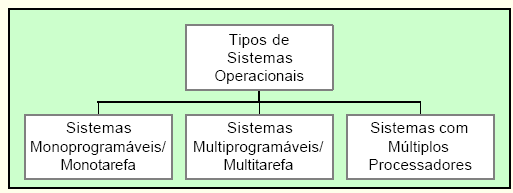 Tipos de
Sistemas
Operacionais
Sistemas
Monoprogramáveis/
Monotarefa
Sistemas
Multiprogramáveis/
Multitarefa
Sistemas com
Múltiplos
Processadores